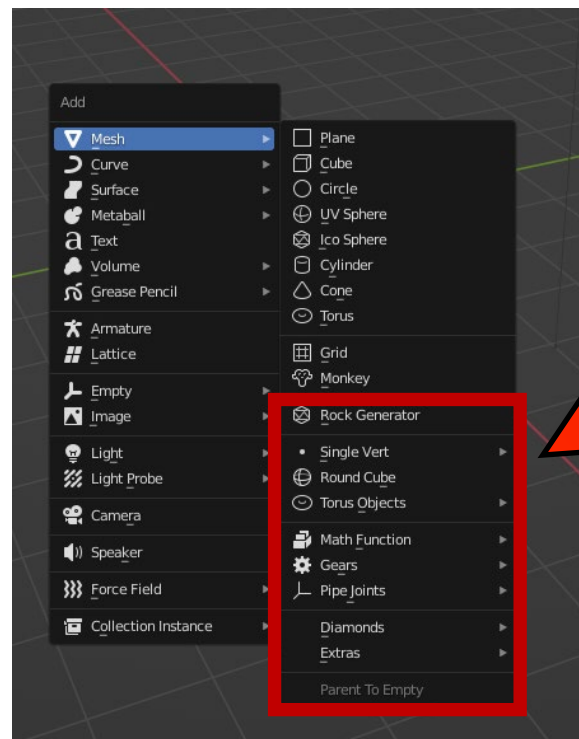 Add
Mesh
Curve
Surface
Metaball
Text
Volume
Grease Pencil
Armature
Lattice
Empty
Image
Light
Light Probe
Camera
Speaker
Force Field
Collection Instance
Plane
Cube
Circle
UV Sphere
Ico Sphere
Cylinder
Cone
Torus
Grid
Monkey
Rock Generator
Single Vert
Round Cube
Torus Objects
Math Function
Gears
Pipe Joints
Diamonds
Extras
Parent To Empty